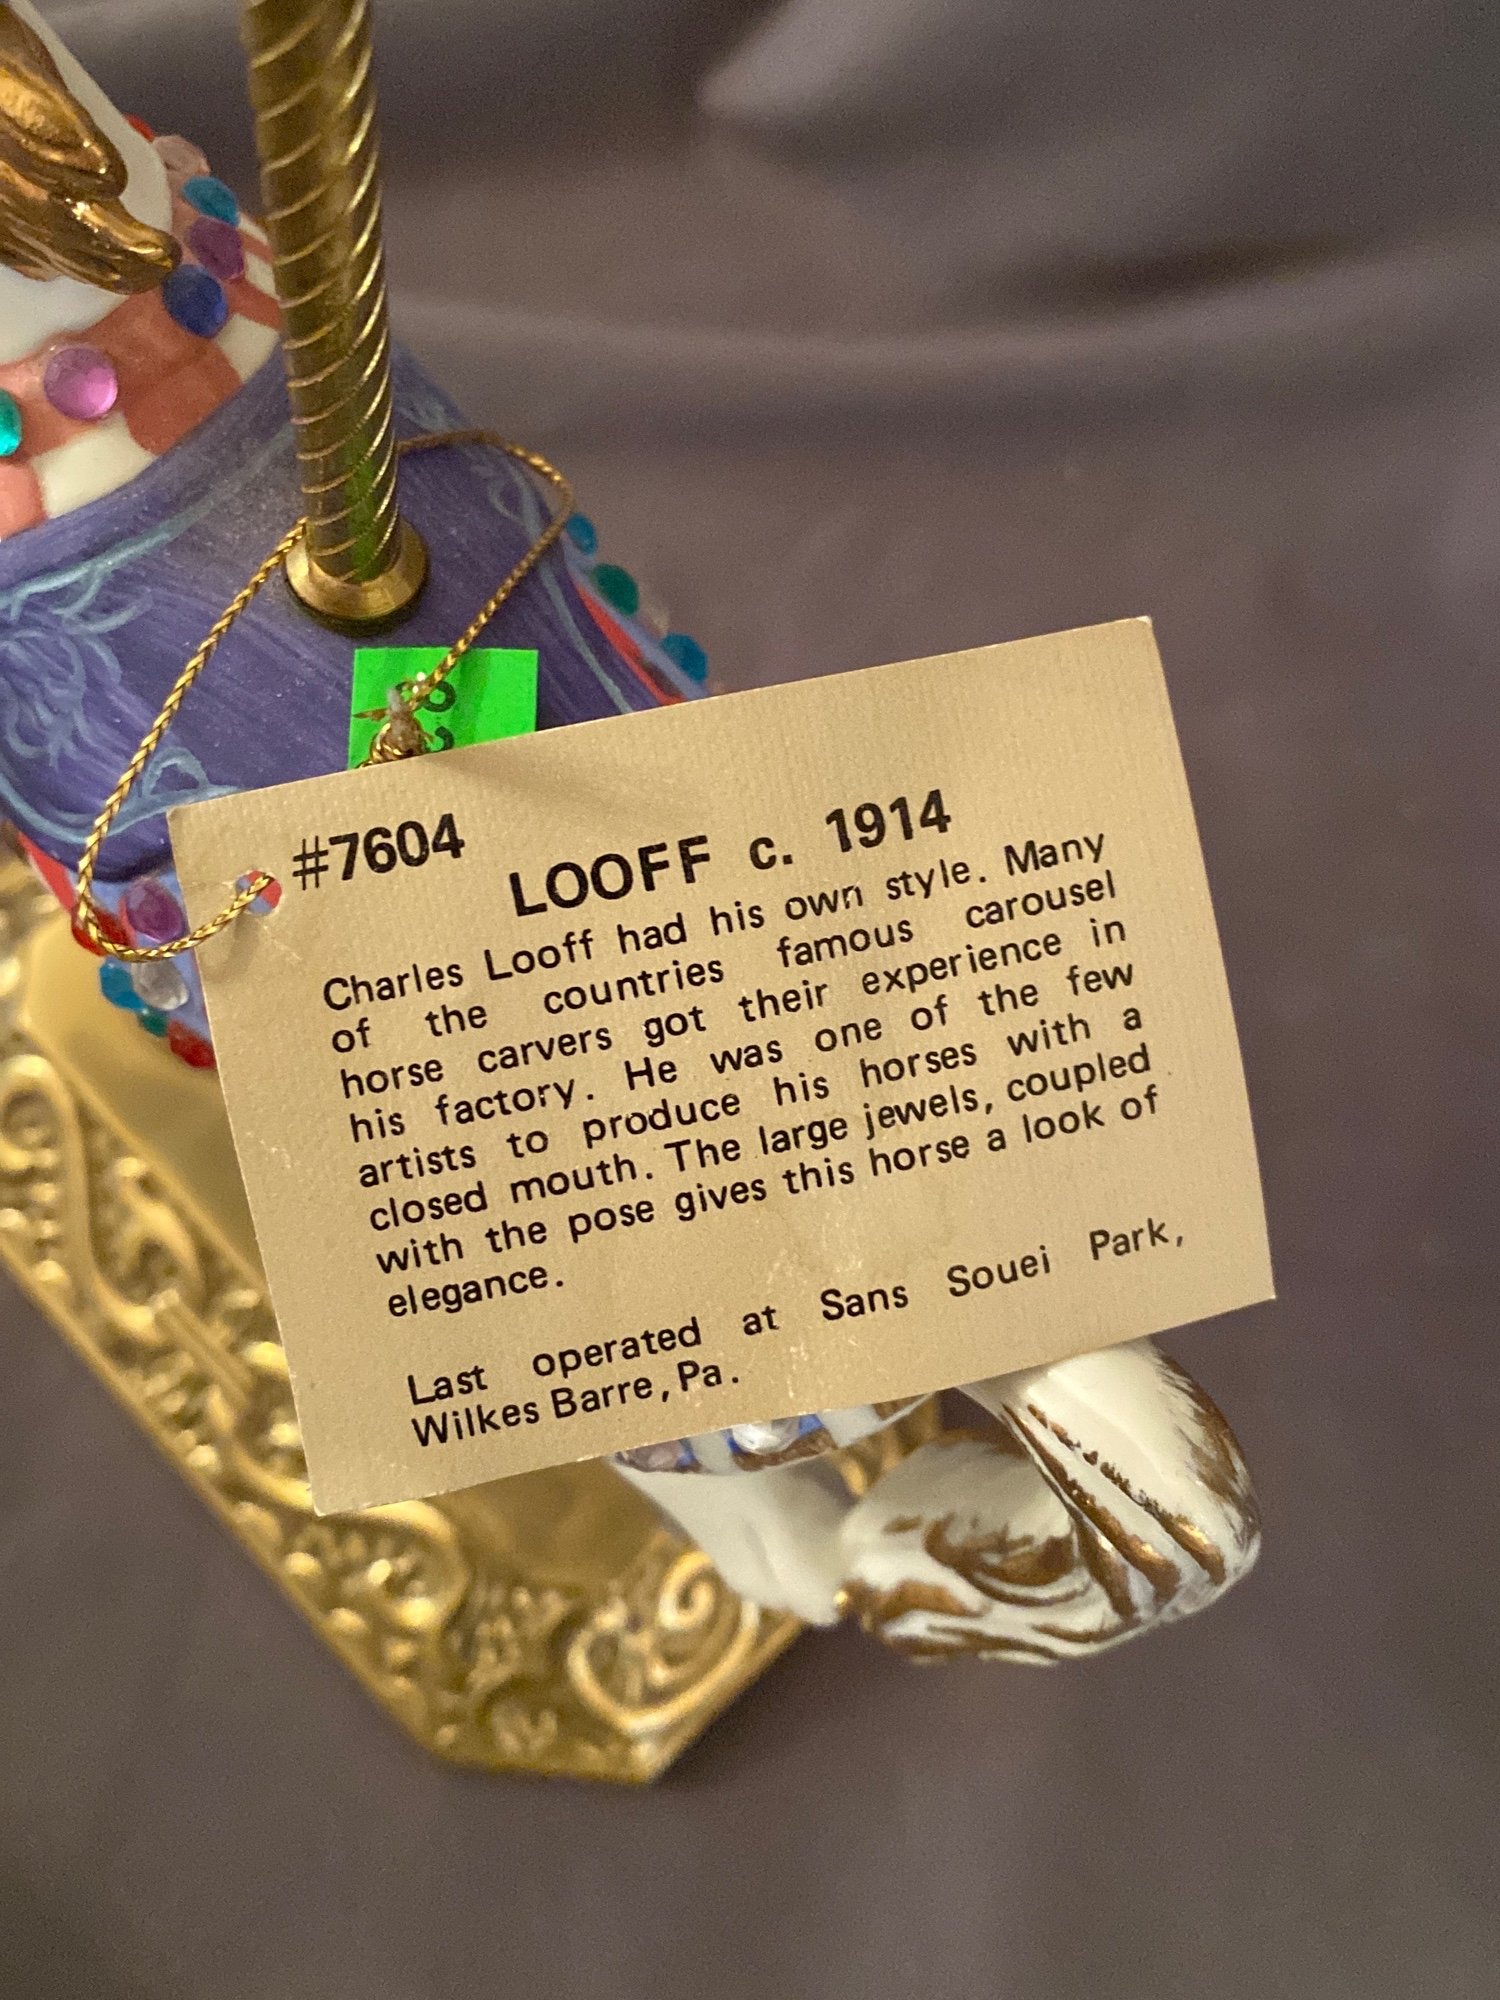 #7604
LOOFF c. 1914
Charles Looff had his own style. Many
of the countries famous carousel
horse carvers got their experience in
his factory. He was one of the few
artists to produce his horses with a
closed mouth. The large jewels, coupled
with the pose gives this horse a look of
elegance.
Last operated at Sans Souei Park,
Wilkes Barre, Pa.